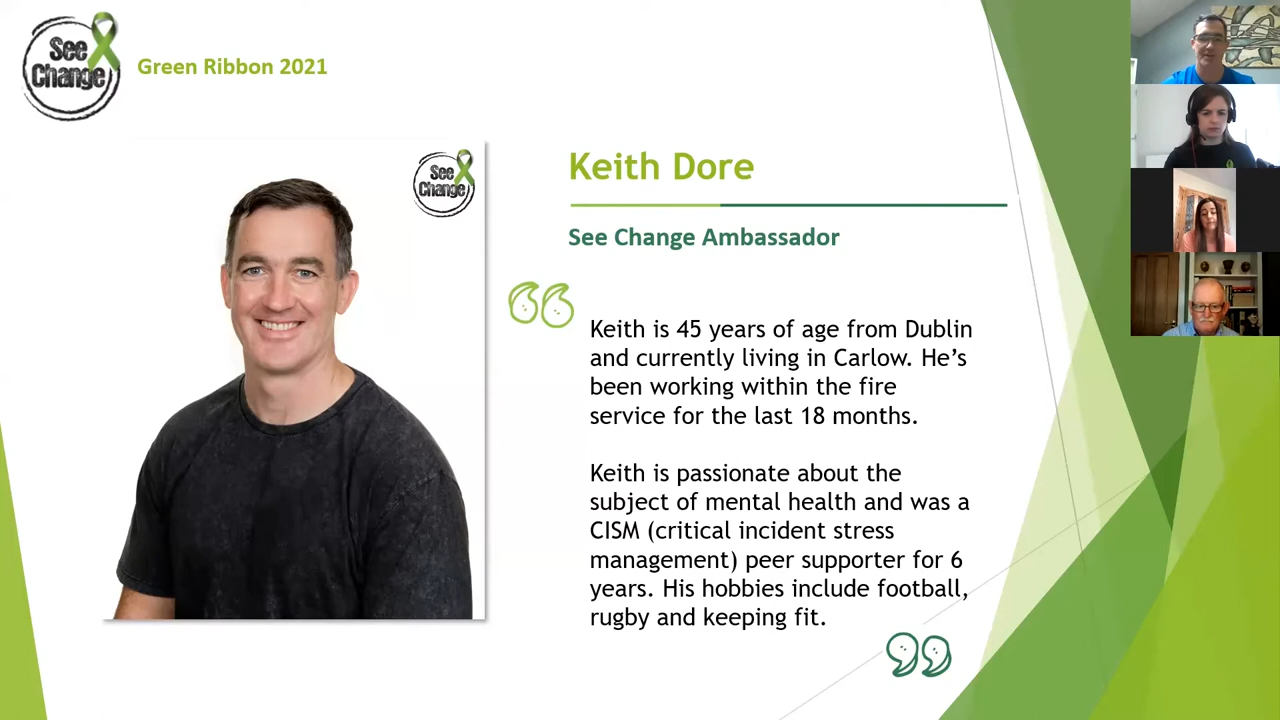 See
Change
Green Ribbon 2021
See
Change
Keith Dore
See Change Ambassador
Keith is 45 years of age from Dublin
and currently living in Carlow. He’s
been working within the fire
service for the last 18 months.
Keith is passionate about the
subject of mental health and was a
CISM (critical incident stress
management) peer supporter for 6
years. His hobbies include football,
rugby and keeping fit.